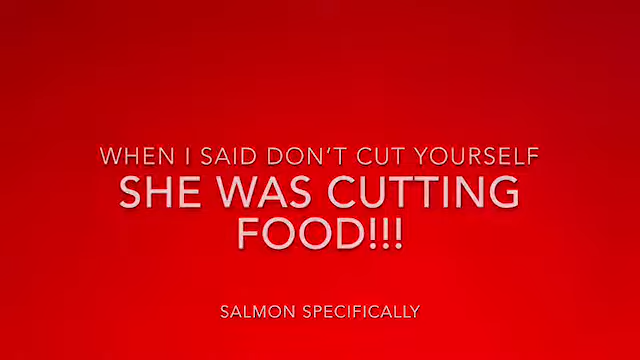 WHEN I SAID DON’T CUT YOURSELF
SHE WAS CUTTING
FOOD!!!
SALMON SPECIFICALLY